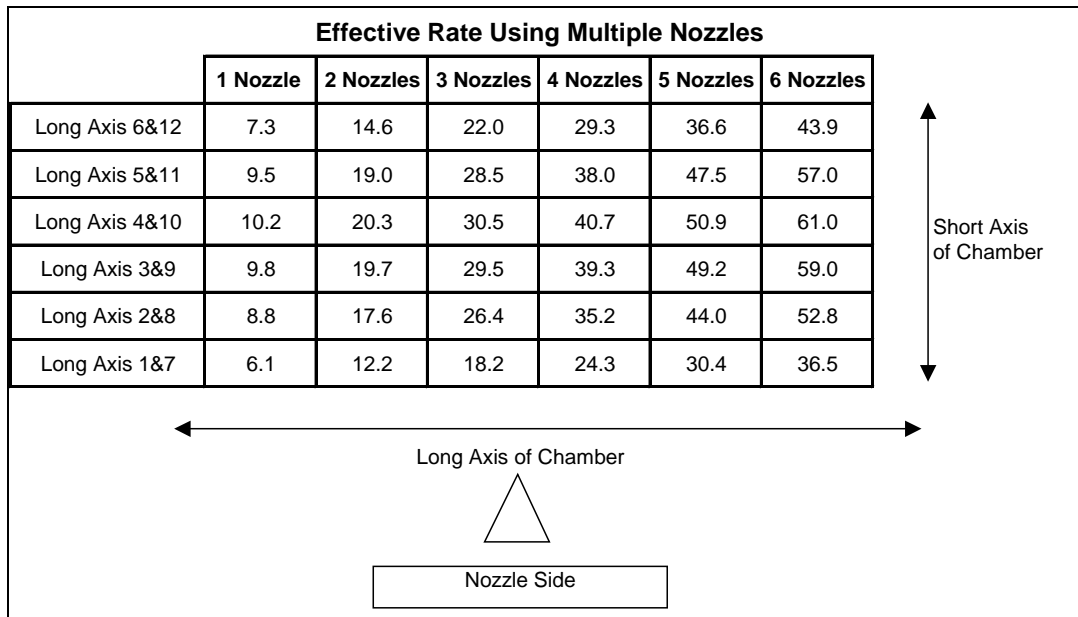 Effective Rate Using Multiple Nozzles
1 Nozzle 2 Nozzles 3 Nozzles 4 Nozzles 5 Nozzles 6 Nozzles
Long Axis 6&12 7.3 14.6 22.0 29.3 36.6 43.9
Long Axis 5&11 9.5 19.0 28.5 38.0 47.5 57.0
Long Axis 4&10 10.2 20.3 30.5 40.7 50.9 61.0
Long Axis 3&9 9.8 19.7 29.5 39.3 49.2 59.0
Long Axis 2&8 8.8 17.6 26.4 35.2 44.0 52.8
Long Axis 1&7 6.1 12.2 18.2 24.3 30.4 36.5
Short Axis
of Chamber
Long Axis of Chamber
Nozzle Side